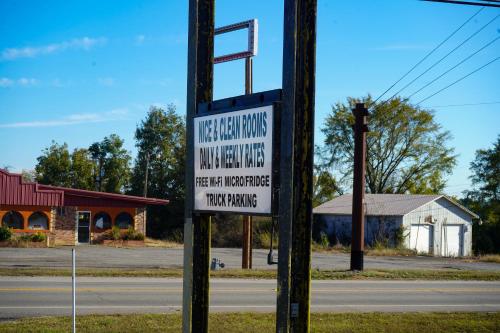 NICE & CLEAN ROOMS
DAILY & WEEKLY RATES
FREE Wi-FI MICRO/FRIDGE
TRUCK PARKING